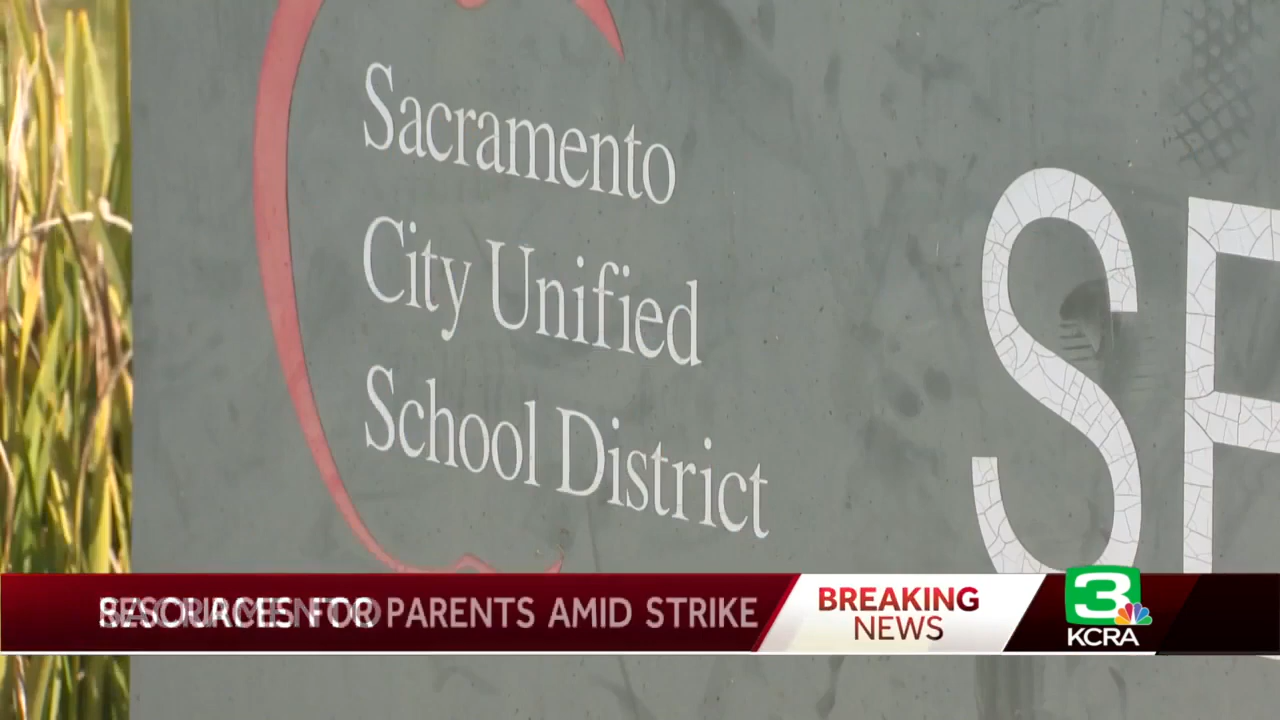 Sacramento
City Unified
School District
S
PARENTS AMID STRIKE
BREAKING
NEWS
3
KCRA